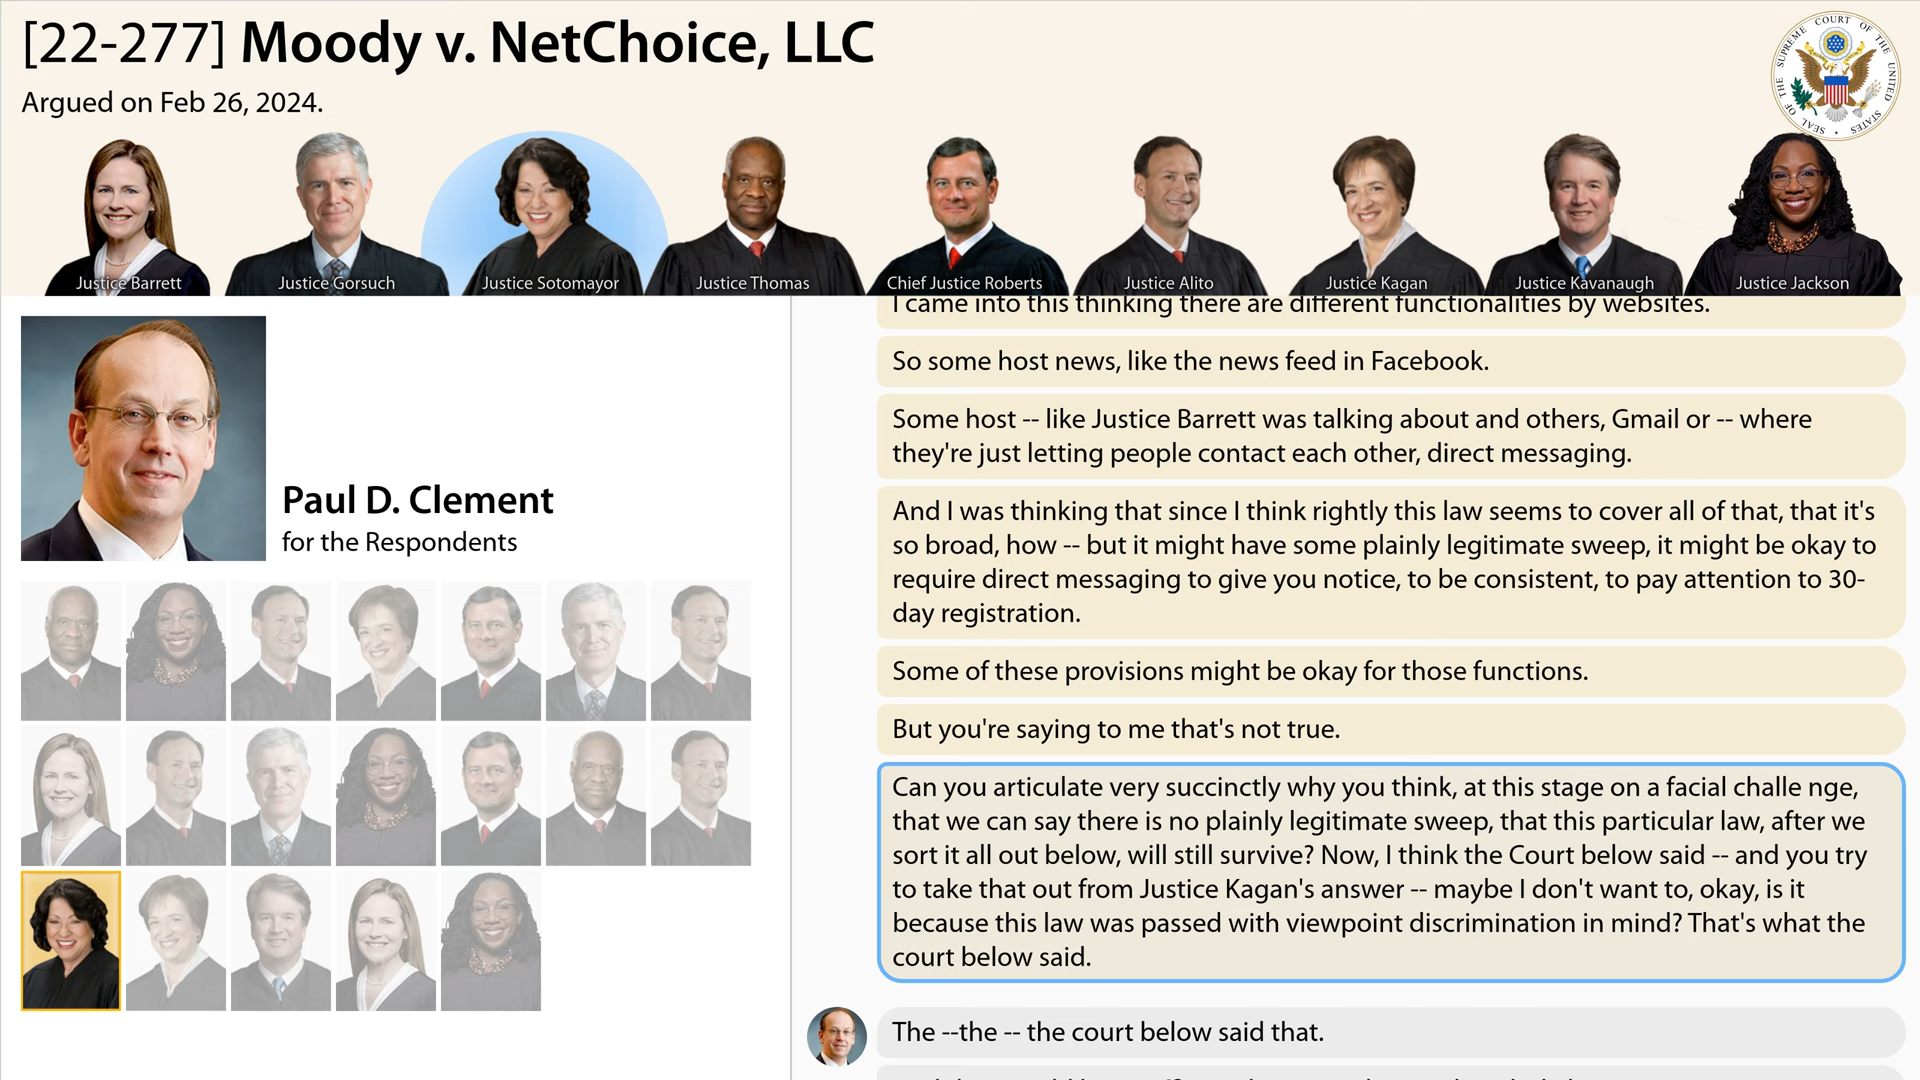 [22-277] Moody v. NetChoice, LLC
Argued on Feb 26, 2024.
SEAL OF THE SUPREME COURT OF THE UNITED STATES
Justice Barrett
Justice Gorsuch
Justice Sotomayor
Justice Thomas
Chief Justice Roberts
Justice Alito
Justice Kagan
Justice Kavanaugh
Justice Jackson
Paul D. Clement
for the Respondents
I came into this thinking there are different functionalities by websites.
So some host news, like the news feed in Facebook.
Some host -- like Justice Barrett was talking about and others, Gmail or -- where
they're just letting people contact each other, direct messaging.
And I was thinking that since I think rightly this law seems to cover all of that, that it's
so broad, how -- but it might have some plainly legitimate sweep, it might be okay to
require direct messaging to give you notice, to be consistent, to pay attention to 30-
day registration.
Some of these provisions might be okay for those functions.
But you're saying to me that's not true.
Can you articulate very succinctly why you think, at this stage on a facial challe nge,
that we can say there is no plainly legitimate sweep, that this particular law, after we
sort it all out below, will still survive? Now, I think the Court below said -- and you try
to take that out from Justice Kagan's answer -- maybe I don't want to, okay, is it
because this law was passed with viewpoint discrimination in mind? That's what the
court below said.
The --the -- the court below said that.